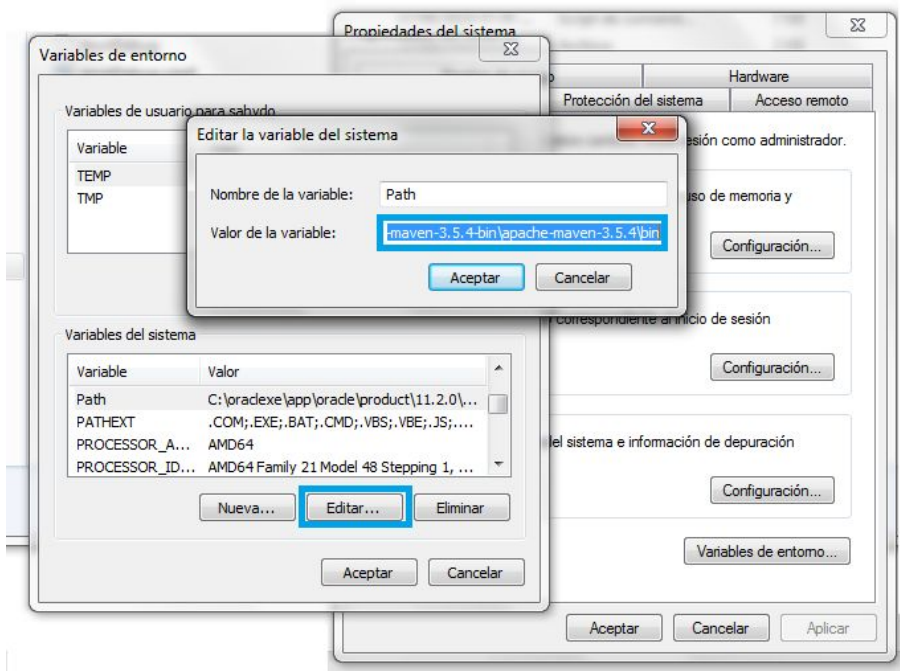 Propiedades del sistema
Hardware
Protección del sistema
Acceso remoto
esión como administrador.
uso de memoria y
Configuración...
correspondiente al inicio de sesión
Configuración...
del sistema e información de depuración
Configuración...
Variables de entorno...
Aceptar
Cancelar
Aplicar
Variables de entorno
Variables de usuario para sahydo
Variable
TEMP
TMP
Editar la variable del sistema
Nombre de la variable:
Path
Valor de la variable:
-maven-3.5.4-bin\apache-maven-3.5.4\bin
Aceptar
Cancelar
Variables del sistema
Variable Valor
Path C:\oraclexe\app\oracle\product\11.2.0\...
PATHEXT .COM;.EXE;.BAT;.CMD;.VBS;.VBE;.JS;....
PROCESSOR_A... AMD64
PROCESSOR_ID... AMD64 Family 21 Model 48 Stepping 1, ...
Nueva...
Editar...
Eliminar
Aceptar
Cancelar